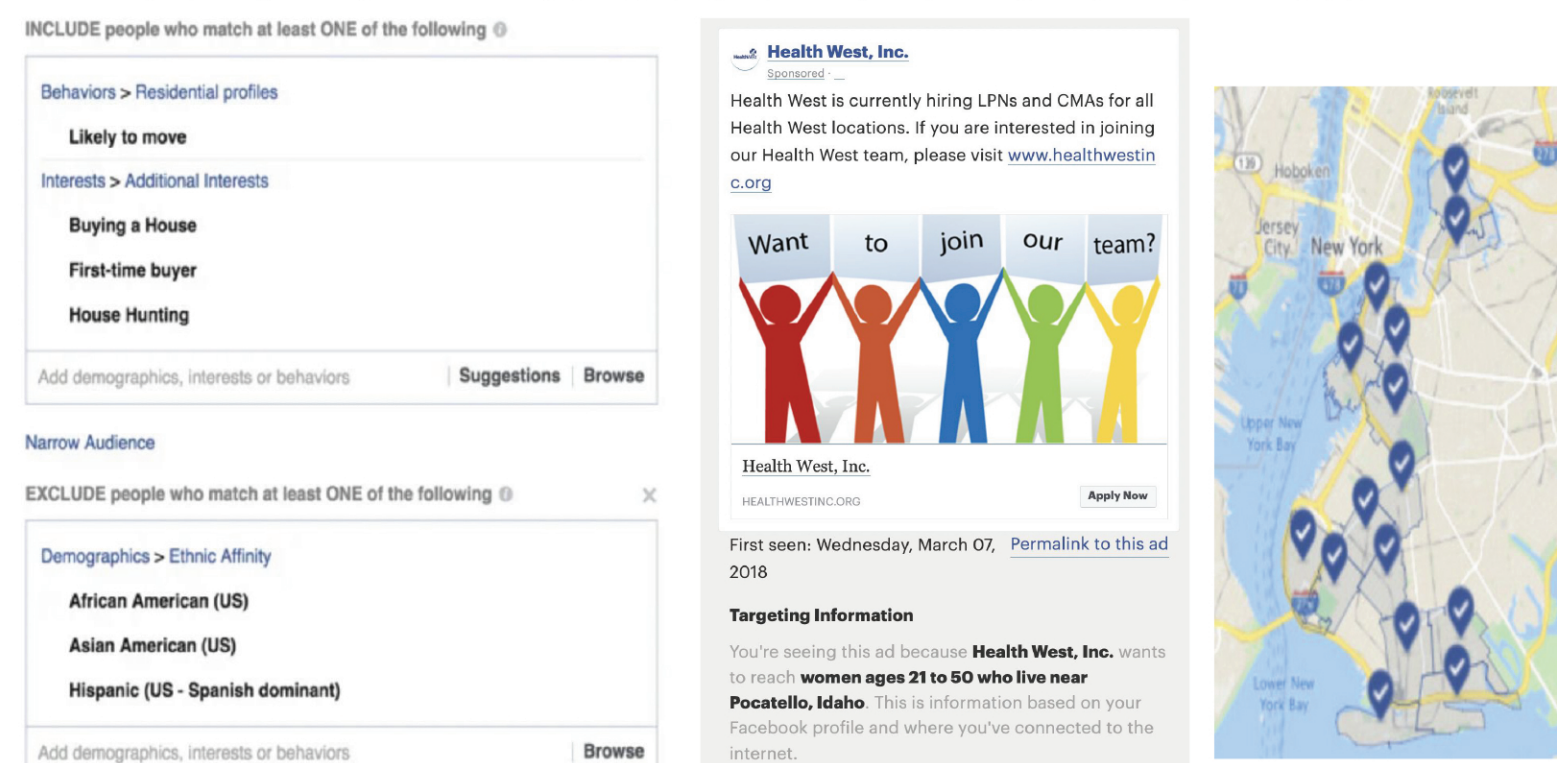 INCLUDE people who match at least ONE of the following
Behaviors > Residential profiles
Likely to move
Interests > Additional Interests
Buying a House
First-time buyer
House Hunting
Add demographics, interests or behaviors
Suggestions
Browse
Narrow Audience
EXCLUDE people who match at least ONE of the following
Demographics > Ethnic Affinity
African American (US)
Asian American (US)
Hispanic (US - Spanish dominant)
Add demographics, interests or behaviors
Browse
Health West, Inc.
Sponsored ·
Health West is currently hiring LPNs and CMAs for all
Health West locations. If you are interested in joining
our Health West team, please visit www.healthwestin
c.org
Want to join our team?
Health West, Inc.
HEALTHWESTINC.ORG
Apply Now
First seen: Wednesday, March 07,
2018
Permalink to this ad
Targeting Information
You're seeing this ad because Health West, Inc. wants
to reach women ages 21 to 50 who live near
Pocatello, Idaho. This is information based on your
Facebook profile and where you've connected to the
internet.
Roosevelt
Island
139
Hoboken
278
Jersey
City
New York
78
478
Upper New
York Bay
Lower New
York Bay